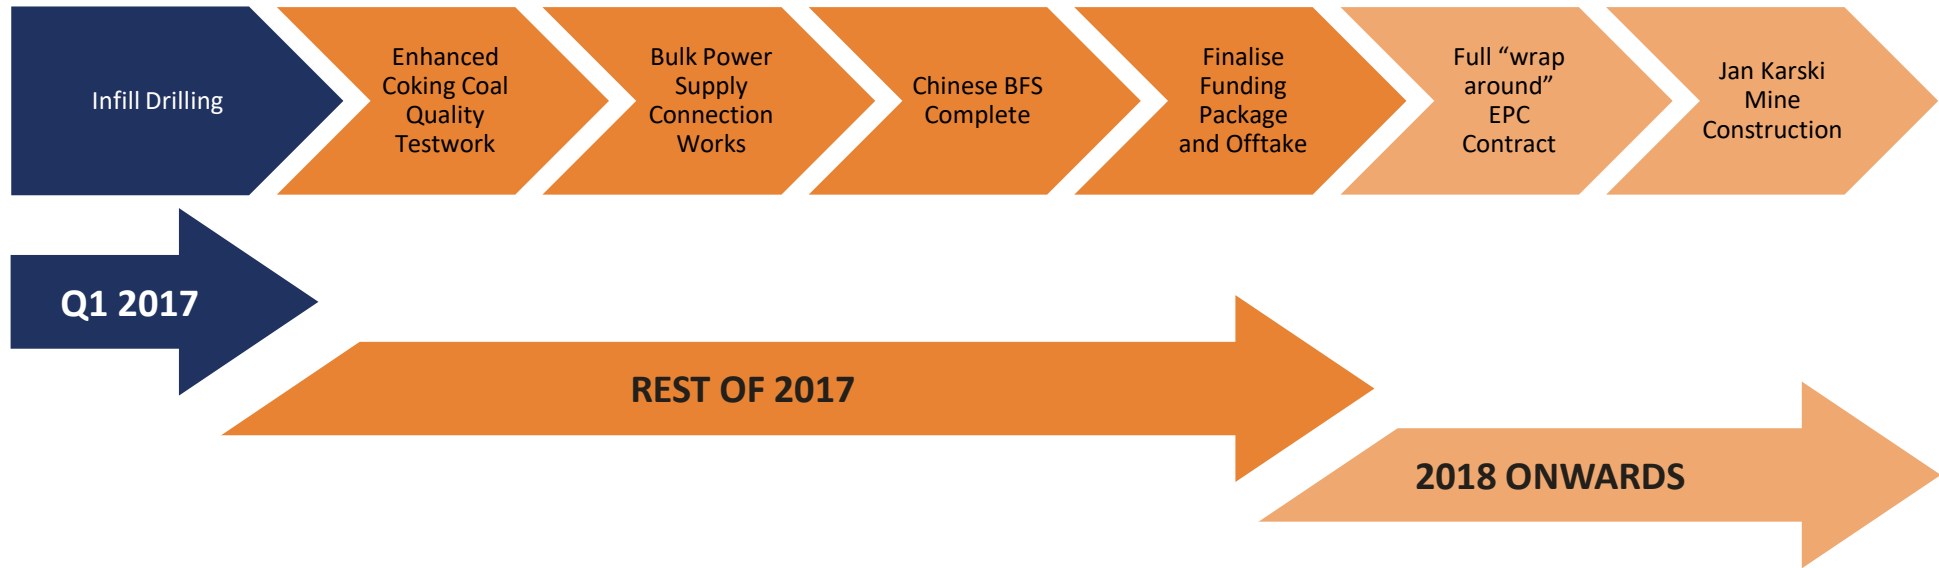 Infill Drilling
Enhanced
Coking Coal
Quality
Testwork
Bulk Power
Supply
Connection
Works
Chinese BFS
Complete
Finalise
Funding
Package
and Offtake
Full “wrap
around”
EPC
Contract
Jan Karski
Mine
Construction
Q1 2017
REST OF 2017
2018 ONWARDS